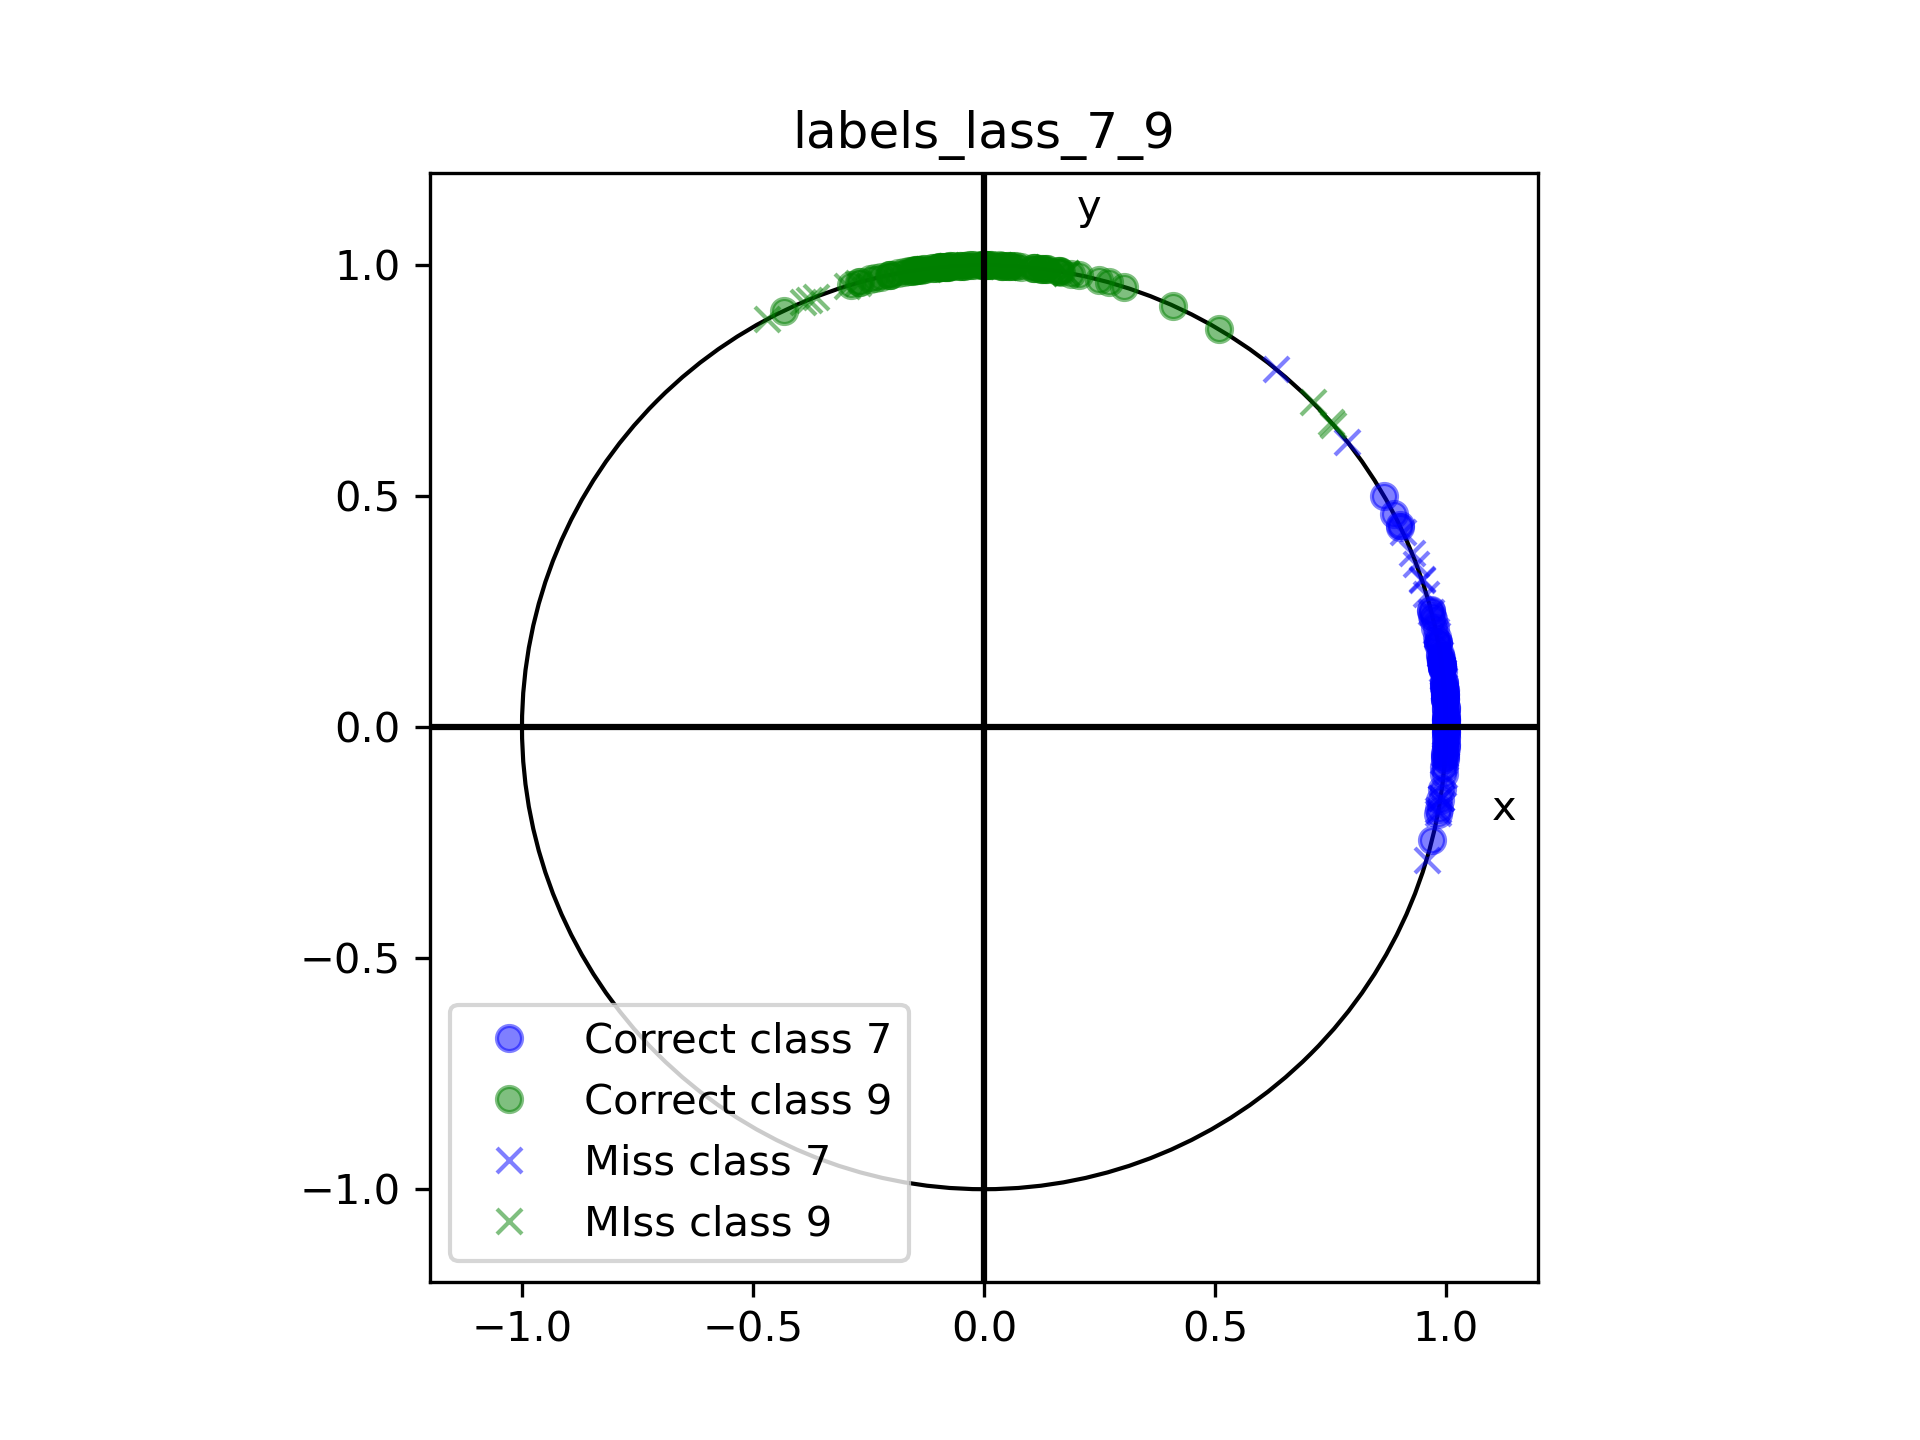 labels_lass_7_9
y
1.0
0.5
0.0
x
−0.5
−1.0
Correct class 7
Correct class 9
Miss class 7
MIss class 9
−1.0 −0.5 0.0 0.5 1.0